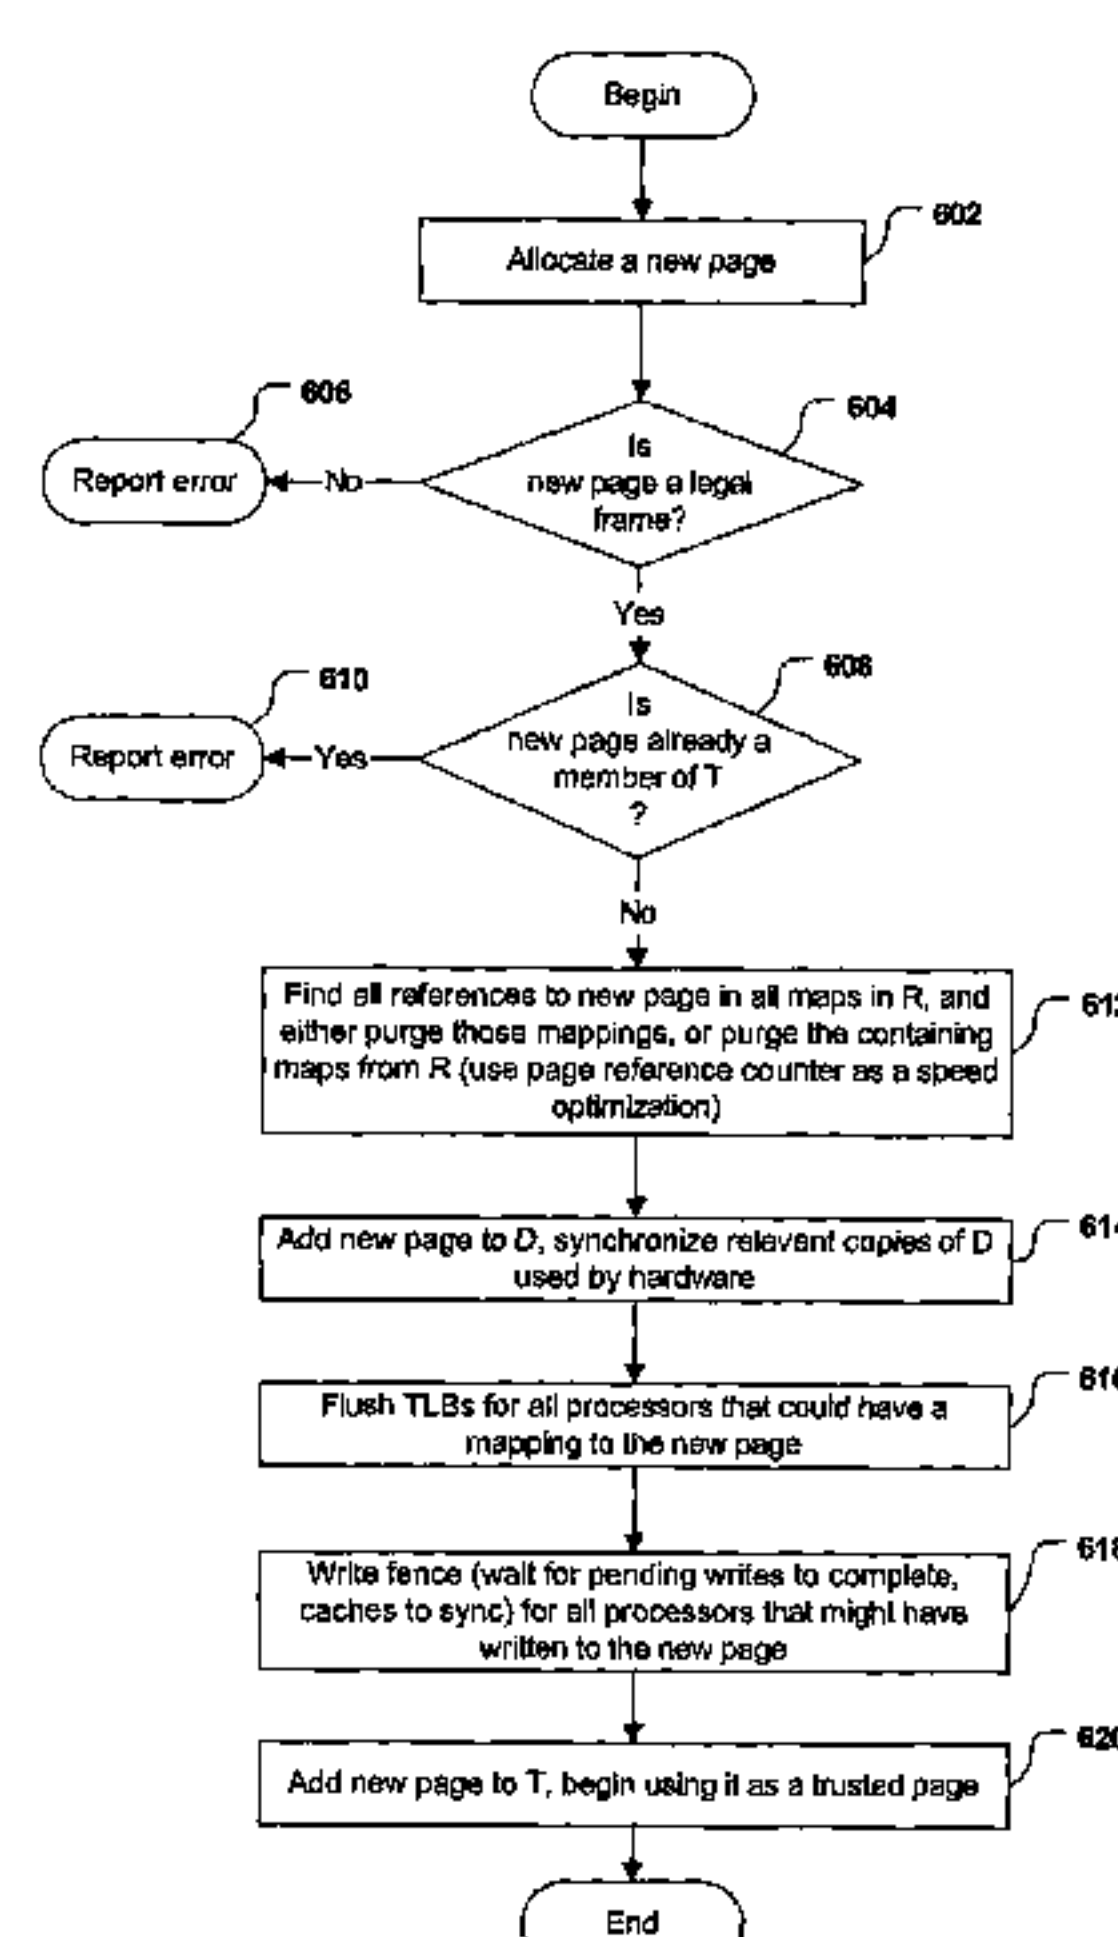 Begin
602
Allocate a new page
606
604
Is
new page a legal
frame?
Report error
No
Yes
610
608
Is
new page already a
member of T
?
Report error
Yes
No
Find all references to new page in all maps in R, and
either purge those mappings, or purge the containing
maps from R (use page reference counter as a speed
optimization)
Add new page to D, synchronize relevant copies of D
used by hardware
614
Flush TLBs for all processors that could have a
mapping to the new page
616
Write fence (wait for pending writes to complete,
caches to sync) for all processors that might have
written to the new page
618
Add new page to T, begin using it as a trusted page
620
End